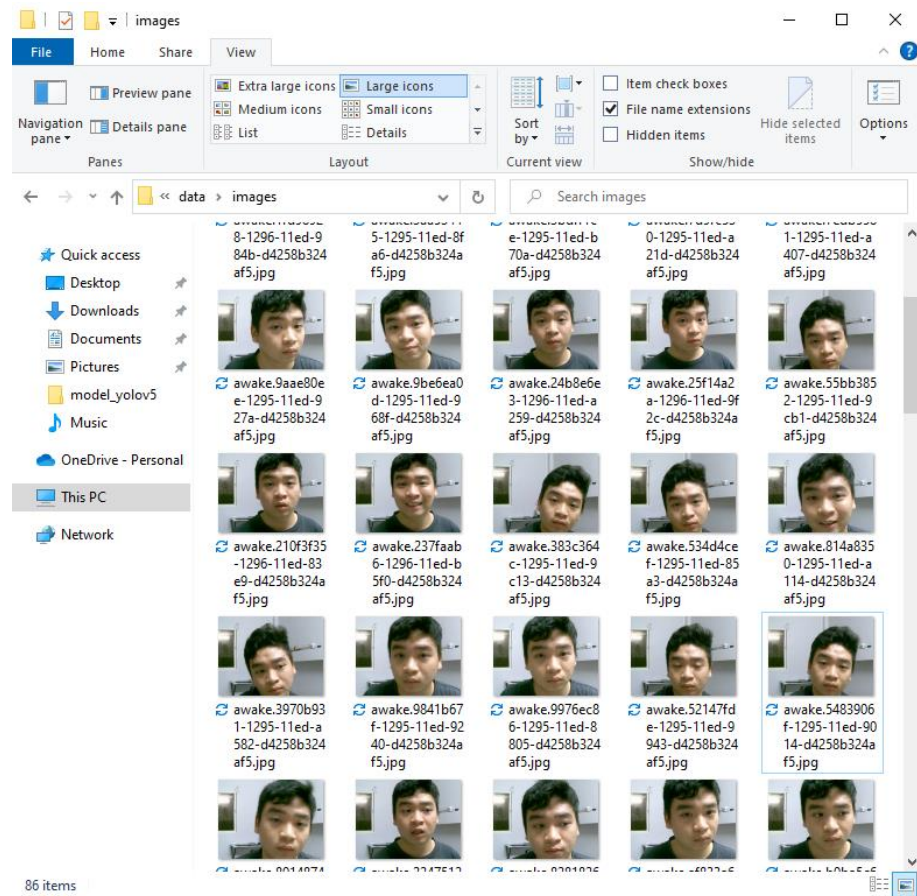 images
File
Home
Share
View
Navigation pane
Preview pane
Details pane
Panes
Extra large icons
Large icons
Medium icons
Small icons
List
Details
Layout
Sort by
Current view
Item check boxes
File name extensions
Hidden items
Hide selected items
Show/hide
Options
« data › images
Search images
Quick access
Desktop
Downloads
Documents
Pictures
model_yolov5
Music
OneDrive - Personal
This PC
Network
8-1296-11ed-9
84b-d4258b324
af5.jpg
5-1295-11ed-8f
a6-d4258b324a
f5.jpg
e-1295-11ed-b
70a-d4258b324
af5.jpg
0-1295-11ed-a
21d-d4258b324
af5.jpg
1-1295-11ed-a
407-d4258b324
af5.jpg
awake.9aae80e
e-1295-11ed-9
27a-d4258b324
af5.jpg
awake.9be6ea0
d-1295-11ed-9
68f-d4258b324
af5.jpg
awake.24b8e6e
3-1296-11ed-a
259-d4258b324
af5.jpg
awake.25f14a2
a-1296-11ed-9f
2c-d4258b324a
f5.jpg
awake.55bb385
2-1295-11ed-9
cb1-d4258b324
af5.jpg
awake.210f3f35
-1296-11ed-83
e9-d4258b324a
f5.jpg
awake.237faab
6-1296-11ed-b
5f0-d4258b324
af5.jpg
awake.383c364
c-1295-11ed-9
c13-d4258b324
af5.jpg
awake.534d4ce
f-1295-11ed-85
a3-d4258b324a
f5.jpg
awake.814a835
0-1295-11ed-a
114-d4258b324
af5.jpg
awake.3970b93
1-1295-11ed-a
582-d4258b324
af5.jpg
awake.9841b67
f-1295-11ed-92
40-d4258b324a
f5.jpg
awake.9976ec8
6-1295-11ed-8
805-d4258b324
af5.jpg
awake.52147fd
e-1295-11ed-9
943-d4258b324
af5.jpg
awake.5483906
f-1295-11ed-90
14-d4258b324a
f5.jpg
86 items